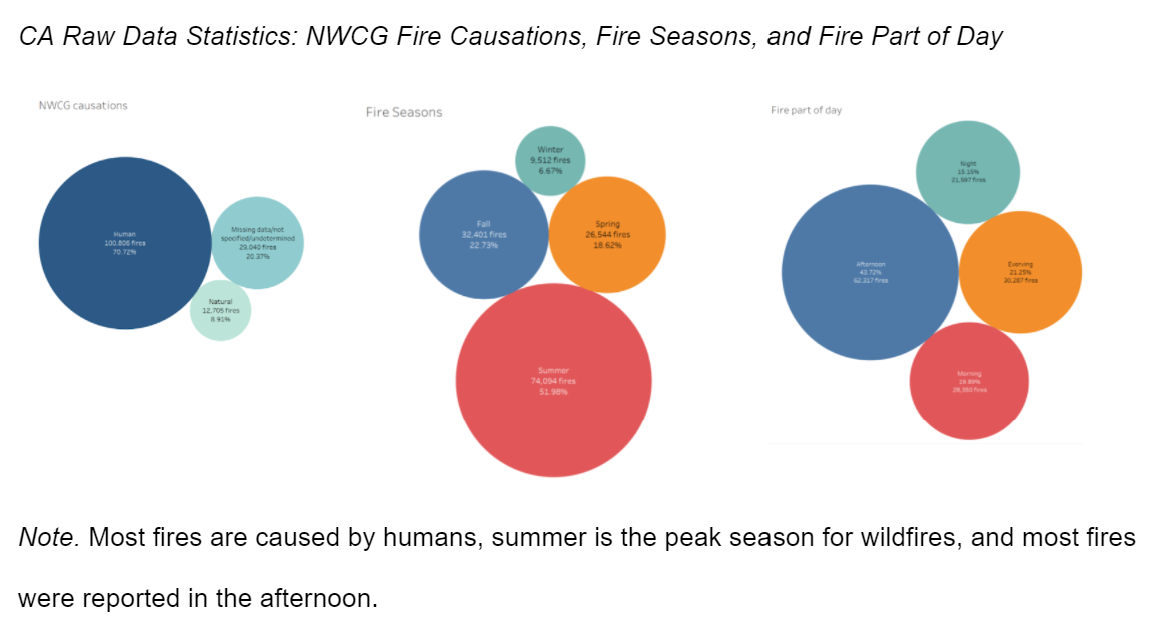 CA Raw Data Statistics: NWCG Fire Causations, Fire Seasons, and Fire Part of Day
NWCG causations
Human
100,806 fires
70.72%
Missing data/not
specified/undetermined
29,040 fires
20.37%
Natural
12,705 fires
8.91%
Fire Seasons
Winter
9,512 fires
6.67%
Fall
32,401 fires
22.73%
Spring
26,544 fires
18.62%
Summer
74,094 fires
51.98%
Fire part of day
Night
15.15%
21,597 fires
Afternoon
43.72%
62,317 fires
Evening
21.25%
30,287 fires
Morning
19.89%
28,350 fires
Note. Most fires are caused by humans, summer is the peak season for wildfires, and most fires
were reported in the afternoon.